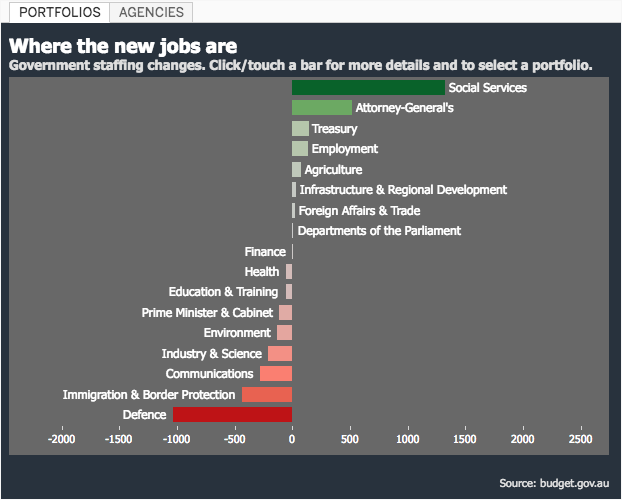 PORTFOLIOS AGENCIES
Where the new jobs are
Government staffing changes. Click/touch a bar for more details and to select a portfolio.
Social Services
Attorney-General's
Treasury
Employment
Agriculture
Infrastructure & Regional Development
Foreign Affairs & Trade
Departments of the Parliament
Finance
Health
Education & Training
Prime Minister & Cabinet
Environment
Industry & Science
Communications
Immigration & Border Protection
Defence
-2000 -1500 -1000 -500 0 500 1000 1500 2000 2500
Source: budget.gov.au